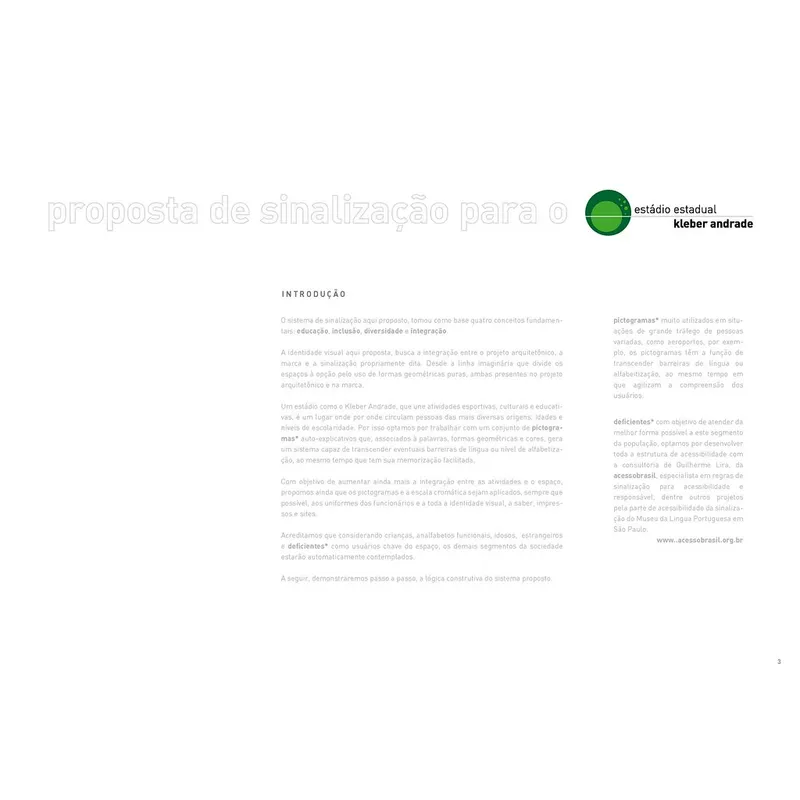 proposta de sinalização para o
estádio estadual
kleber andrade
INTRODUÇÃO
O sistema de sinalização aqui proposto, tomou como base quatro conceitos fundamen-
tais: educação, inclusão, diversidade e integração.
A identidade visual aqui proposta, busca a integração entre o projeto arquitetônico, a
marca e a sinalização propriamente dita. Desde a linha imaginária que divide os
espaços à opção pelo uso de formas geométricas puras, ambas presentes no projeto
arquitetônico e na marca.
Um estádio como o Kleber Andrade, que une atividades esportivas, culturais e educati-
vas, é um lugar onde por onde circulam pessoas das mais diversas origens, idades e
níveis de escolaridade. Por isso optamos por trabalhar com um conjunto de pictogra-
mas* auto-explicativos que, associados à palavras, formas geométricas e cores, gera
um sistema capaz de transcender eventuais barreiras de língua ou nível de alfabetiza-
ção, ao mesmo tempo que tem sua memorização facilitada.
Com objetivo de aumentar ainda mais a integração entre as atividades e o espaço,
propomos ainda que os pictogramas e a escala cromática sejam aplicados, sempre que
possível, aos uniformes dos funcionários e a toda a identidade visual, a saber, impres-
sos e sites.
Acreditamos que considerando crianças, analfabetos funcionais, idosos, estrangeiros
e deficientes* como usuários chave do espaço, os demais segmentos da sociedade
estarão automaticamente contemplados.
A seguir, demonstraremos passo a passo, a lógica construtiva do sistema proposto.
pictogramas* muito utilizados em situ-
ações de grande tráfego de pessoas
variadas, como aeroportos, por exem-
plo, os pictogramas têm a função de
transcender barreiras de língua ou
alfabetização, ao mesmo tempo em
que agilizam a compreensão dos
usuários.
deficientes* com objetivo de atender da
melhor forma possível a este segmento
da população, optamos por desenvolver
toda a estrutura de acessibilidade com
a consultoria de Guilherme Lira, da
acessobrasil, especialista em regras de
sinalização para acessibilidade e
responsável, dentre outros projetos
pela parte de acessibilidade da sinaliza-
ção do Museu da Língua Portuguesa em
São Paulo.
www..acessobrasil.org.br
3